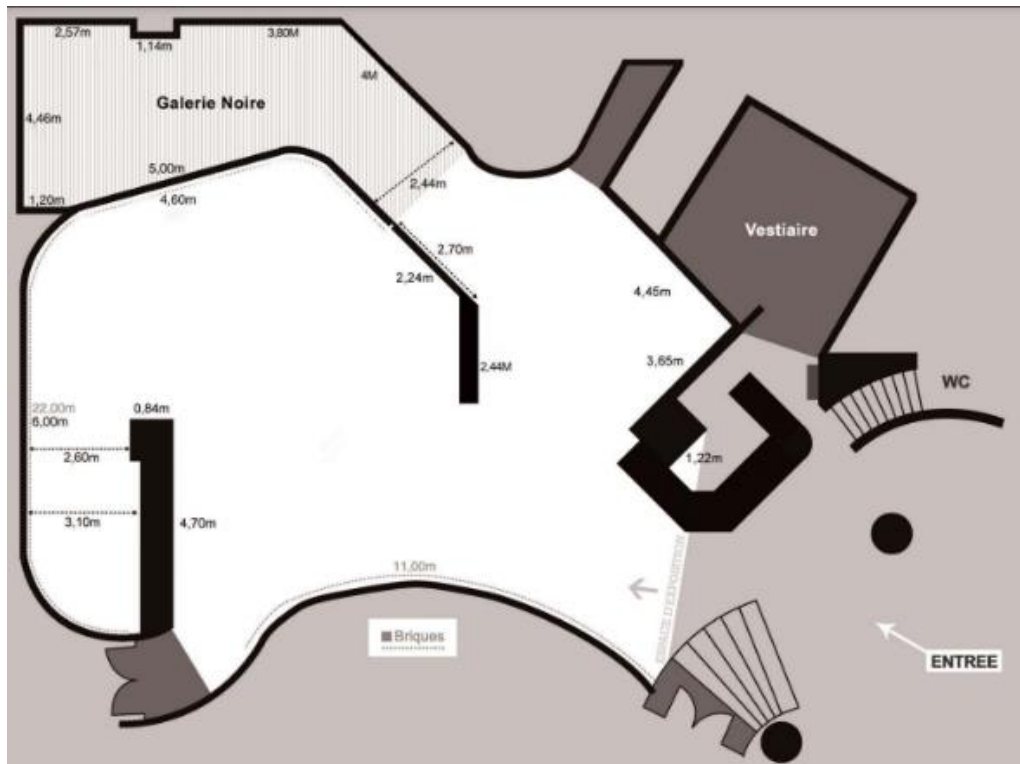 2,57m
1,14m
3,80M
4M
Galerie Noire
4,46m
5,00m
1,20m
4,60m
2,44m
2,70m
2,24m
Vestiaire
4,45m
3,65m
2,44M
WC
22,00m
6,00m
0,84m
2,60m
1,22m
3,10m
4,70m
11,00m
ESPACE D'EXPOSITION
Briques
ENTREE